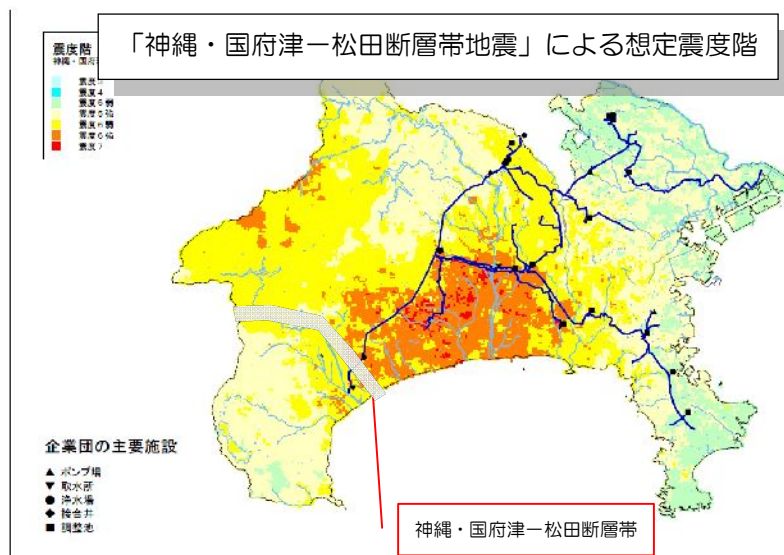 「神縄・国府津－松田断層帯地震」による想定震度階
震度階
神縄・国府
震度4
震度5弱
震度5強
震度6弱
震度6強
震度7
企業団の主要施設
▲ ポンプ場
▼ 取水所
● 浄水場
◆ 接合井
■ 調整池
神縄・国府津－松田断層帯